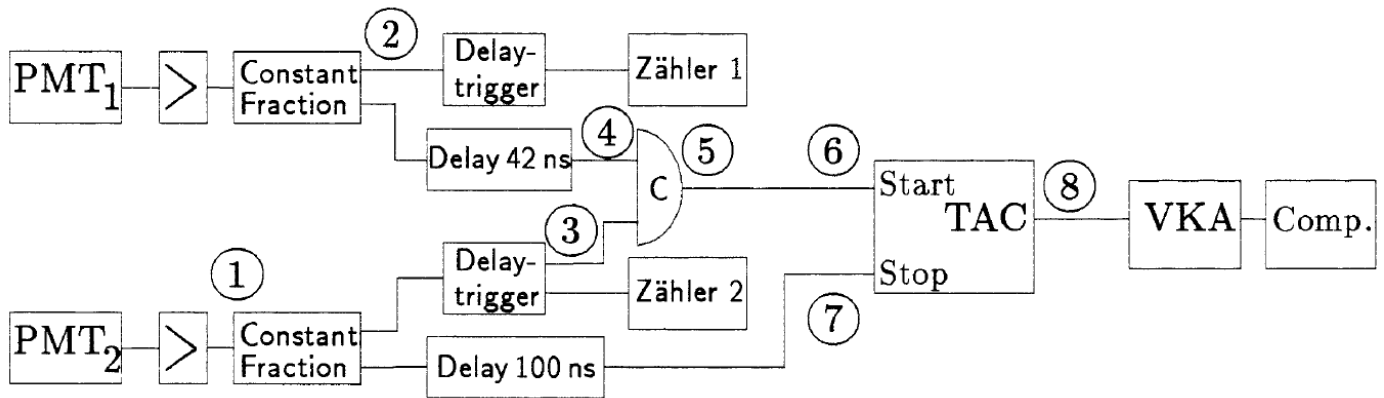 2
PMT1
>
Constant
Fraction
Delay-
trigger
Zähler 1
Delay 42 ns
4
C
5
6
Start
TAC
Stop
8
VKA
Comp.
3
1
Delay-
trigger
Zähler 2
7
PMT2
>
Constant
Fraction
Delay 100 ns